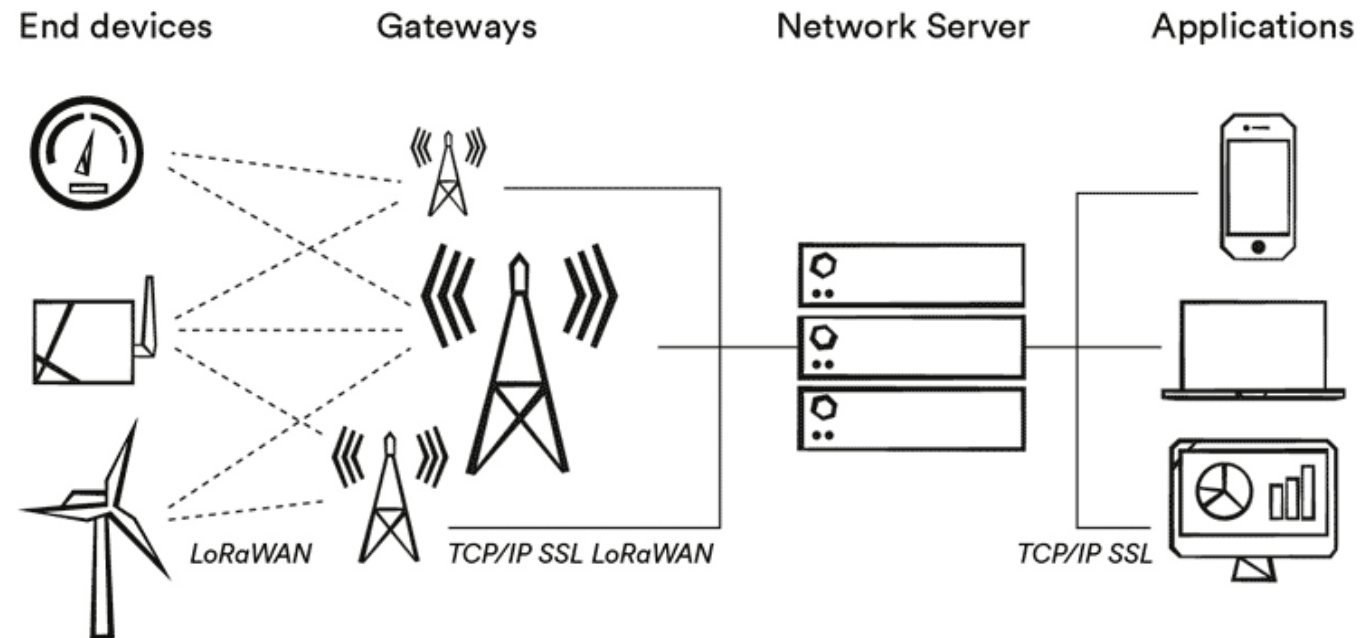 End devices
Gateways
Network Server
Applications
LoRaWAN
TCP/IP SSL LoRaWAN
TCP/IP SSL